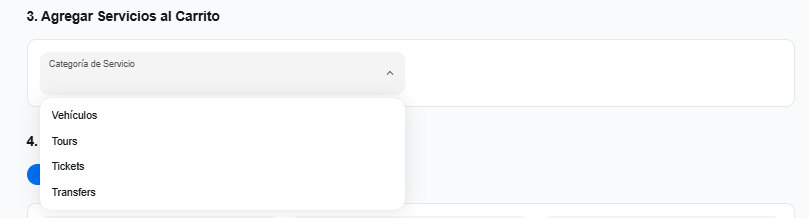 3. Agregar Servicios al Carrito
Categoría de Servicio
Vehículos
4.
Tours
Tickets
Transfers